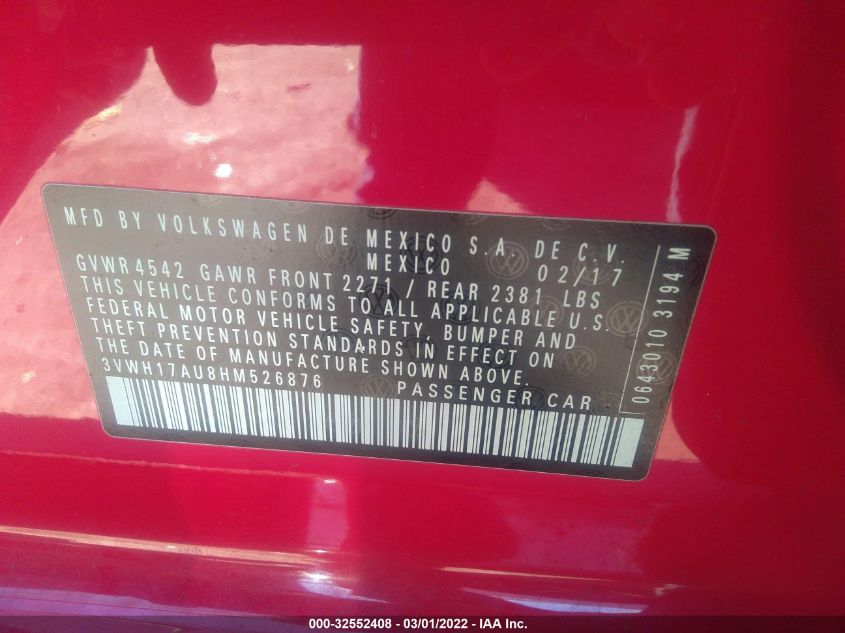 MFD BY VOLKSWAGEN DE MEXICO S.A. DE C.V.
MEXICO 02/17
GVWR 4542 GAWR FRONT 2271 / REAR 2381 LBS
THIS VEHICLE CONFORMS TO ALL APPLICABLE U.S.
FEDERAL MOTOR VEHICLE SAFETY, BUMPER AND
THEFT PREVENTION STANDARDS IN EFFECT ON
THE DATE OF MANUFACTURE SHOWN ABOVE.
3VWH17AU8HM526876 PASSENGER CAR
0643010 3194 M
000-32552408 - 03/01/2022 - IAA Inc.